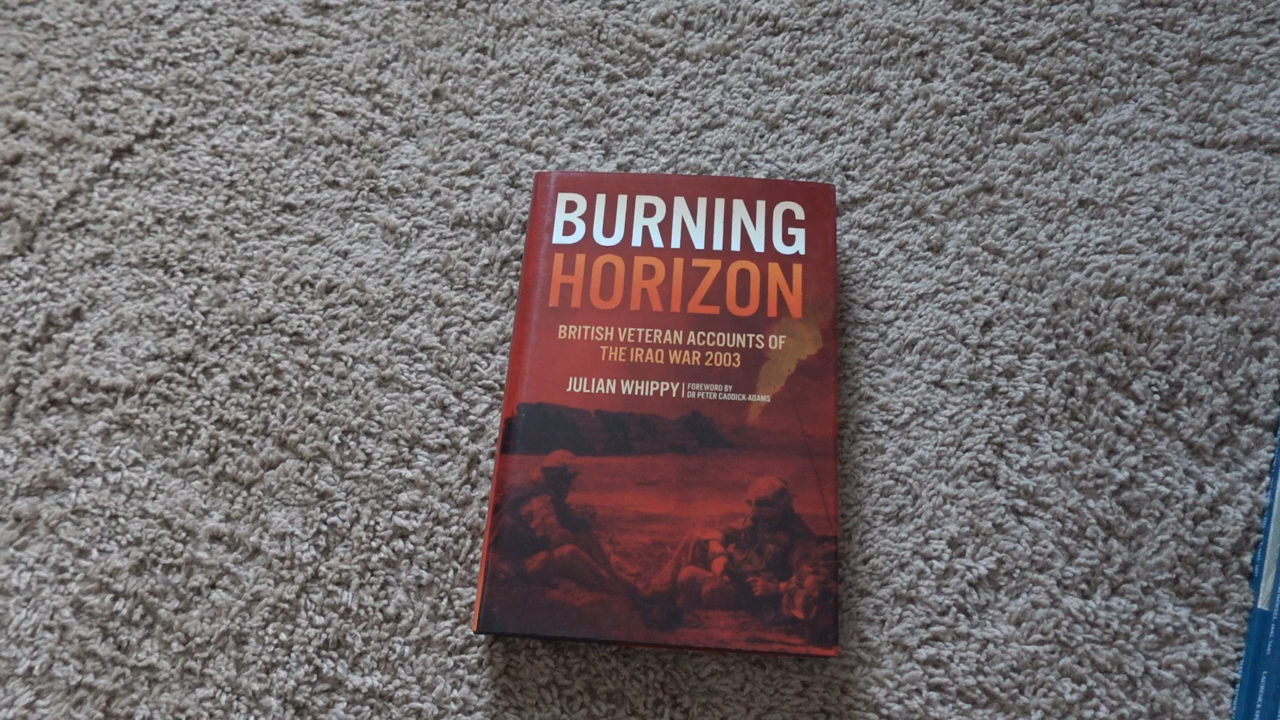 BURNING
HORIZON
BRITISH VETERAN ACCOUNTS OF
THE IRAQ WAR 2003
JULIAN WHIPPY | FOREWORD BY
DR PETER CADDICK-ADAMS